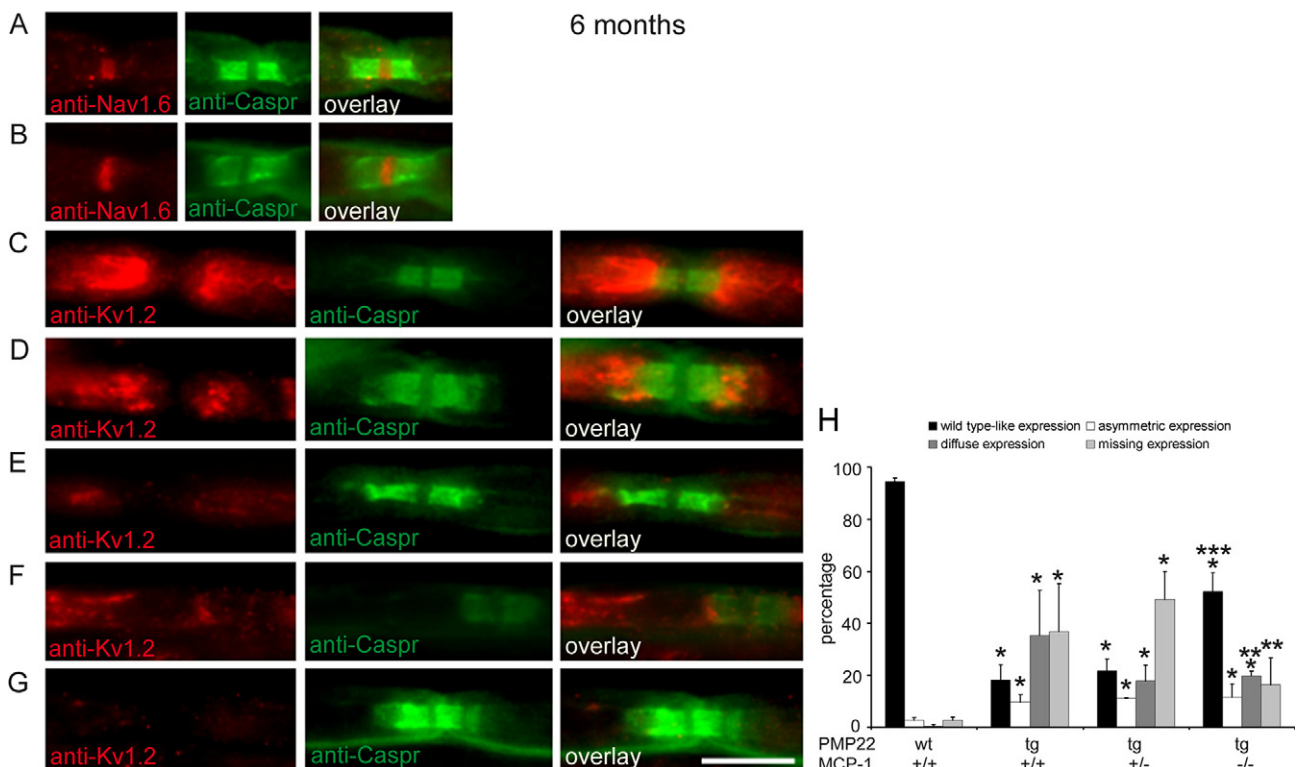 A
6 months
anti-Nav1.6 anti-Caspr overlay
B
anti-Nav1.6 anti-Caspr overlay
C
anti-Kv1.2 anti-Caspr overlay
D
anti-Kv1.2 anti-Caspr overlay
E
anti-Kv1.2 anti-Caspr overlay
F
anti-Kv1.2 anti-Caspr overlay
G
anti-Kv1.2 anti-Caspr overlay
H
wild type-like expression asymmetric expression
diffuse expression missing expression
percentage
100
80
60
40
20
0
* * * *
* * * *
*** * * ** * **
PMP22 wt tg tg tg
MCP-1 +/+ +/+ +/- -/-